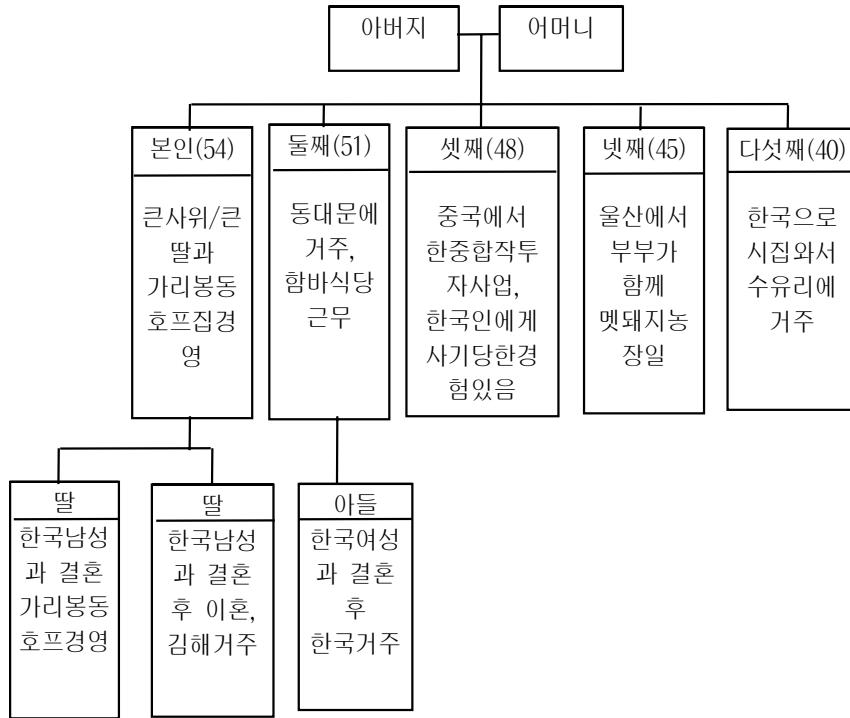 아버지
어머니
본인(54)
큰사위/큰
딸과
가리봉동
호프집경
영
둘째(51)
동대문에
거주,
함바식당
근무
셋째(48)
중국에서
한중합작투
자사업,
한국인에게
사기당한경
험있음
넷째(45)
울산에서
부부가
함께
멧돼지농
장일
다섯째(40)
한국으로
시집와서
수유리에
거주
딸
한국남성
과 결혼
가리봉동
호프경영
딸
한국남성
과 결혼
후 이혼,
김해거주
아들
한국여성
과 결혼
후
한국거주